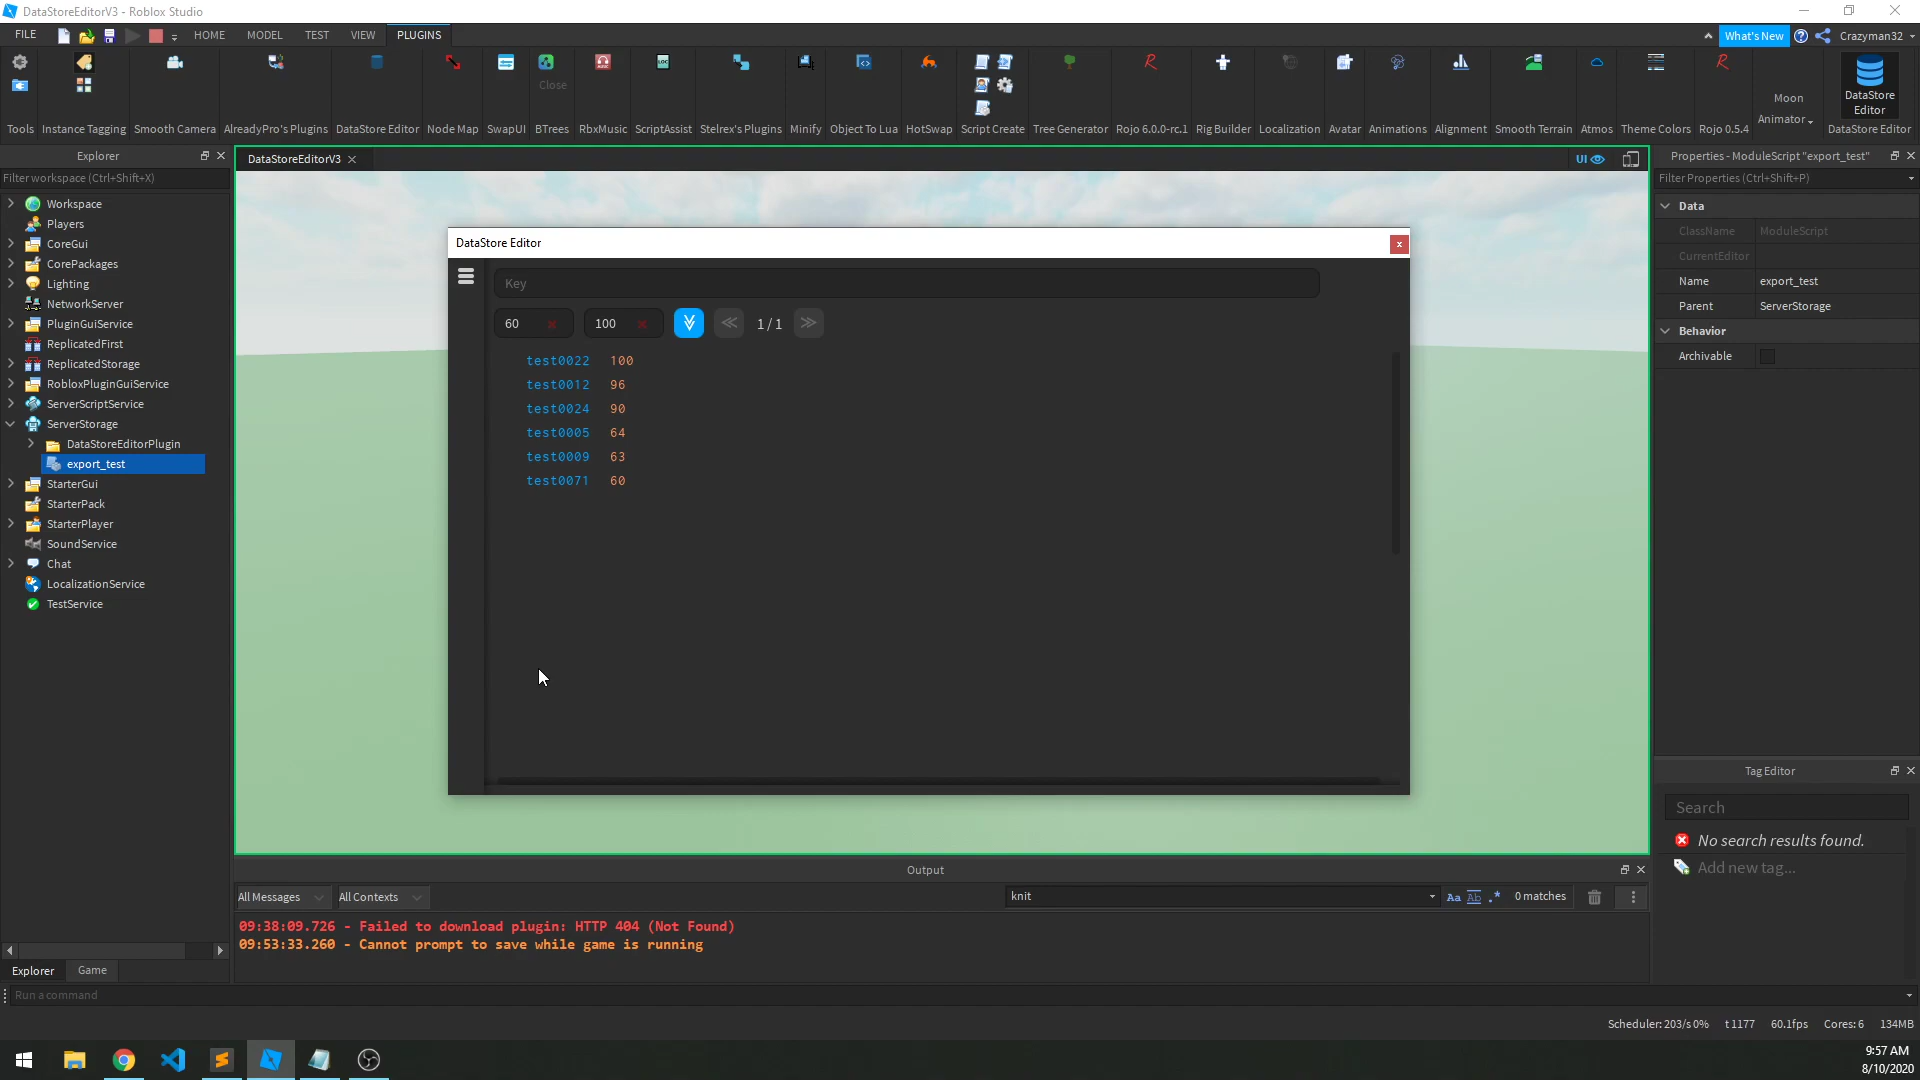 DataStoreEditorV3 - Roblox Studio
FILE
HOME
MODEL
TEST
VIEW
PLUGINS
What's New
Crazyman32
Close
Tools
Instance Tagging
Smooth Camera
AlreadyPro's Plugins
DataStore Editor
Node Map
SwapUI
BTrees
RbxMusic
ScriptAssist
Stelrex's Plugins
Minify
Object To Lua
HotSwap
Script Create
Tree Generator
Rojo 6.0.0-rc.1
Rig Builder
Localization
Avatar
Animations
Alignment
Smooth Terrain
Atmos
Theme Colors
Rojo 0.5.4
Moon
Animator
DataStore
Editor
DataStore Editor
Explorer
Filter workspace (Ctrl+Shift+X)
Workspace
Players
CoreGui
CorePackages
Lighting
NetworkServer
PluginGuiService
ReplicatedFirst
ReplicatedStorage
RobloxPluginGuiService
ServerScriptService
ServerStorage
DataStoreEditorPlugin
export_test
StarterGui
StarterPack
StarterPlayer
SoundService
Chat
LocalizationService
TestService
Explorer
Game
DataStoreEditorV3
UI
DataStore Editor
x
Key
60
100
1 / 1
test0022 100
test0012 96
test0024 90
test0005 64
test0009 63
test0071 60
Properties - ModuleScript "export_test"
Filter Properties (Ctrl+Shift+P)
Data
ClassName ModuleScript
CurrentEditor
Name export_test
Parent ServerStorage
Behavior
Archivable
Tag Editor
Search
No search results found.
Add new tag...
Output
All Messages
All Contexts
knit
Aa
Ab
.*
0 matches
09:38:09.726 - Failed to download plugin: HTTP 404 (Not Found)
09:53:33.260 - Cannot prompt to save while game is running
Run a command
Scheduler: 203/s 0%
t 1177
60.1fps
Cores: 6
134MB
9:57 AM
8/10/2020